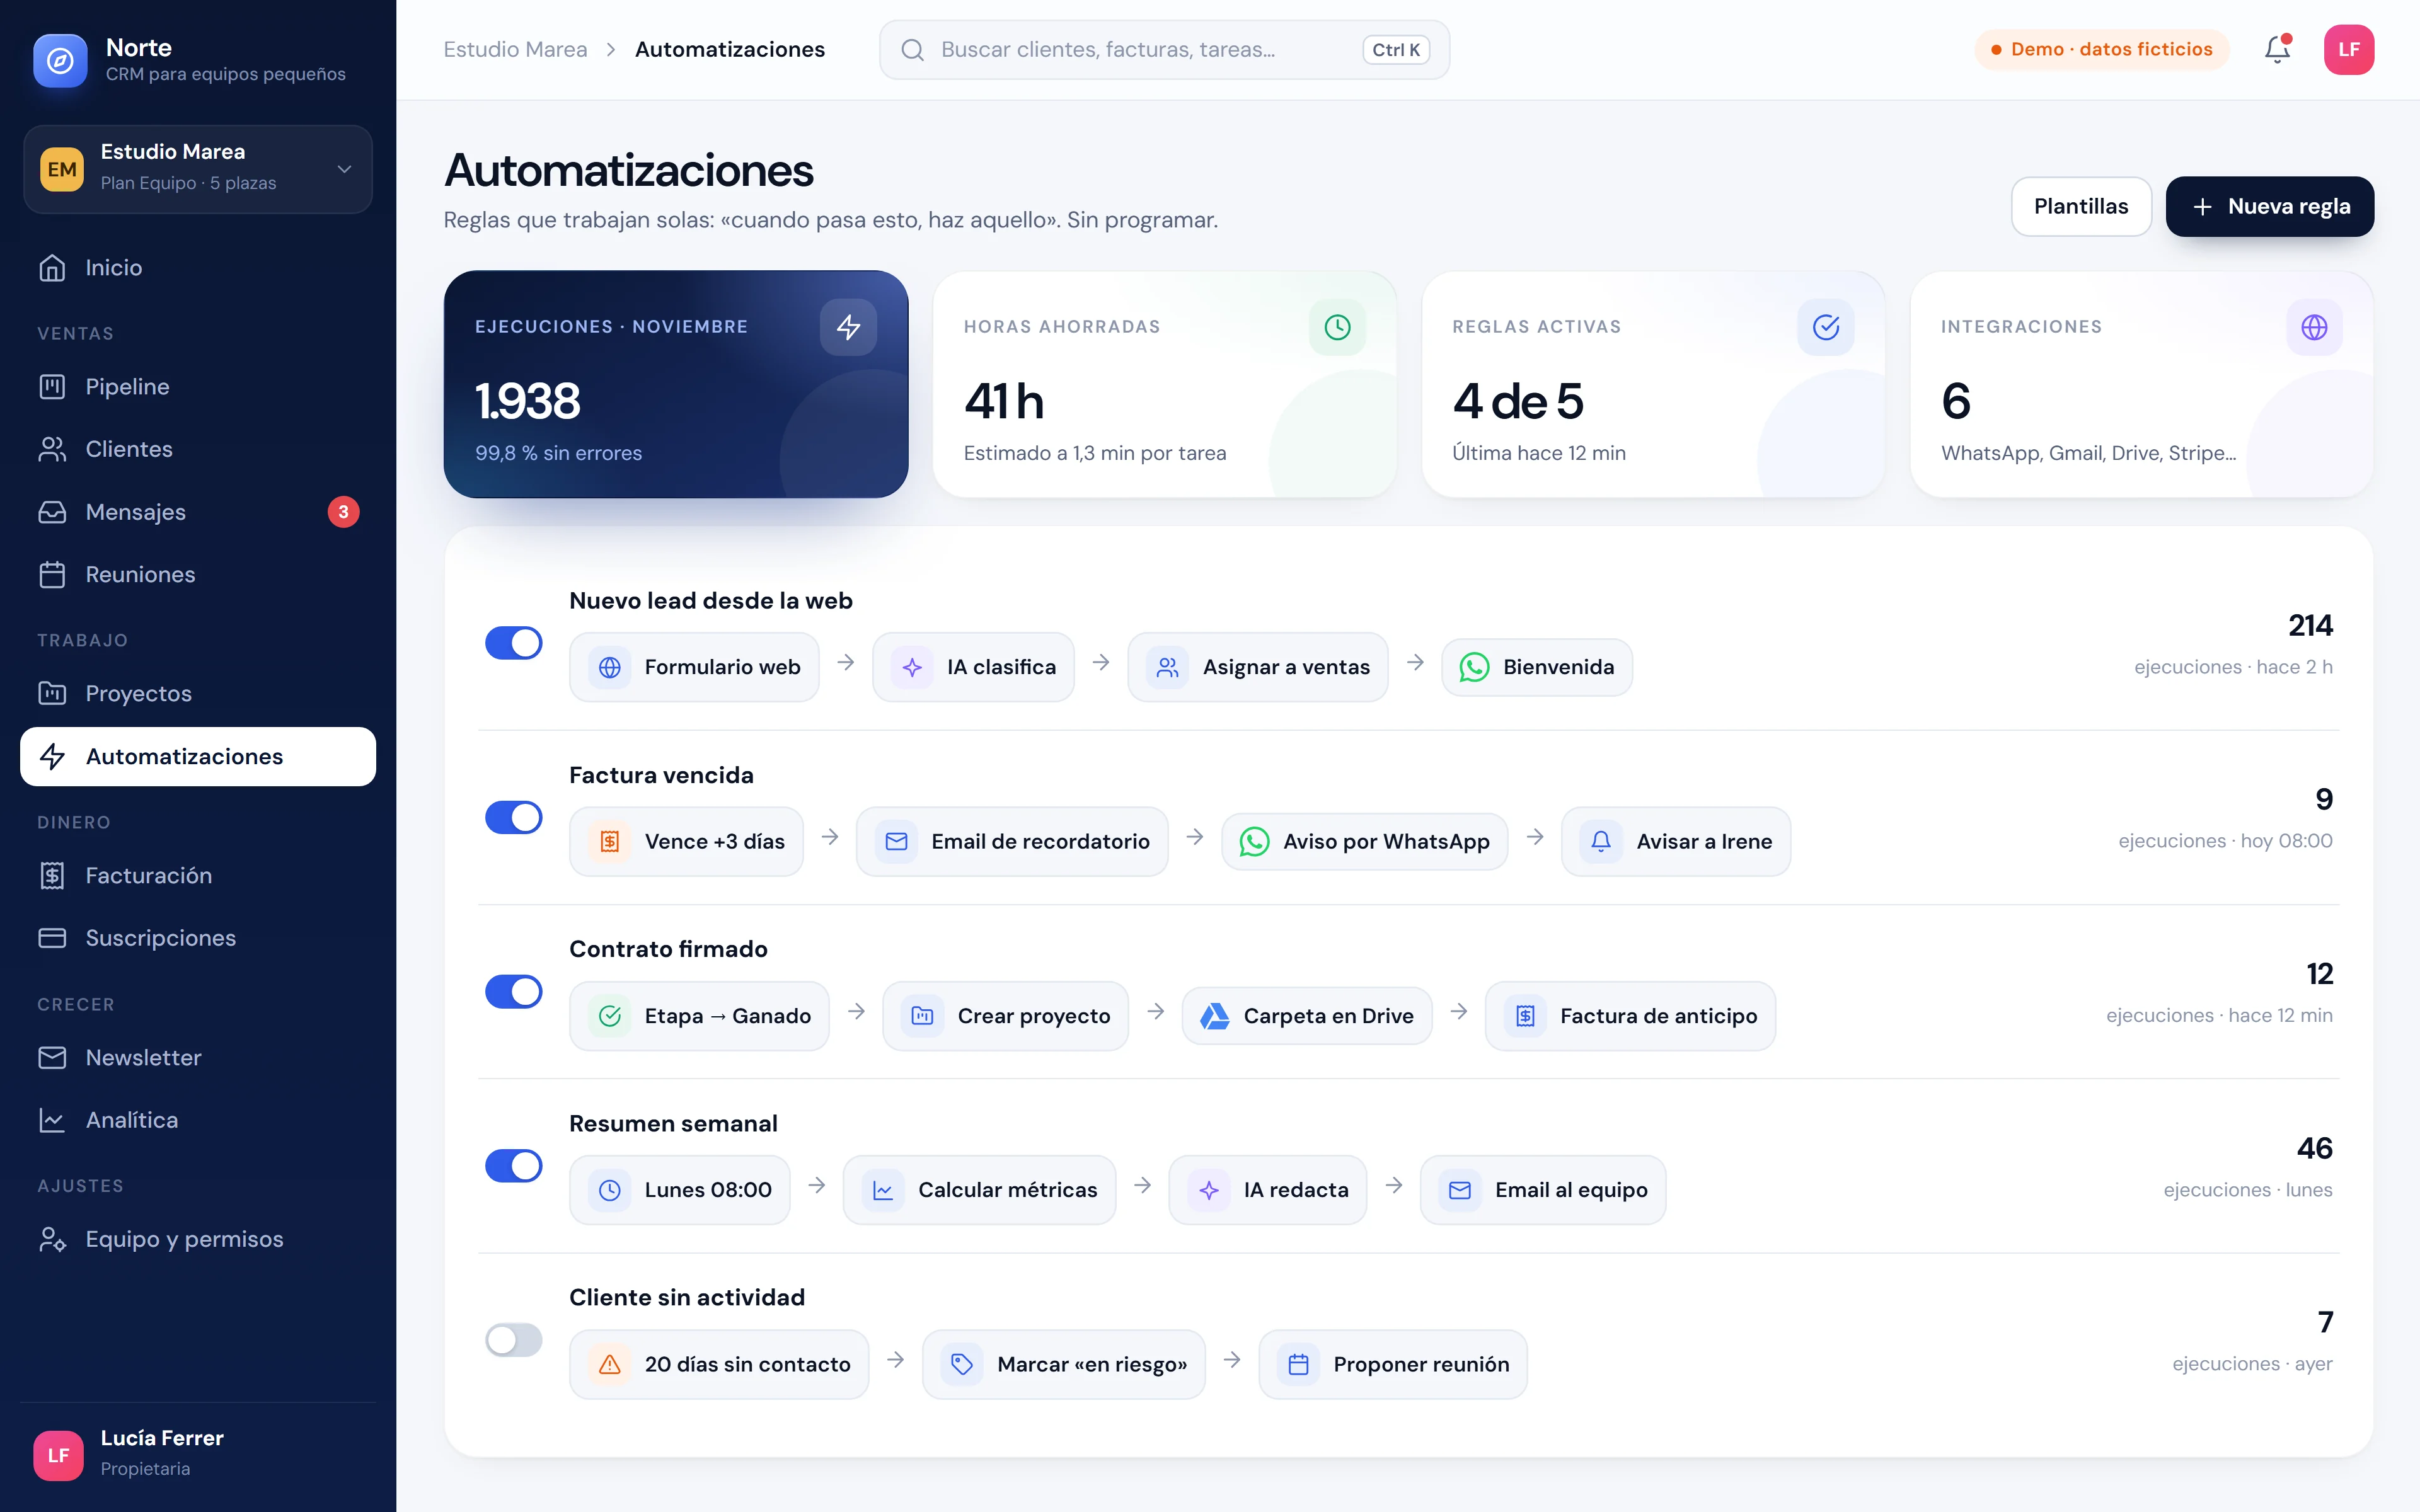 Norte
CRM para equipos pequeños
EM
Estudio Marea
Plan Equipo · 5 plazas
Inicio
VENTAS
Pipeline
Clientes
Mensajes
3
Reuniones
TRABAJO
Proyectos
Automatizaciones
DINERO
Facturación
Suscripciones
CRECER
Newsletter
Analítica
AJUSTES
Equipo y permisos
LF
Lucía Ferrer
Propietaria
Estudio Marea
Automatizaciones
Buscar clientes, facturas, tareas...
Ctrl K
Demo · datos ficticios
LF
Automatizaciones
Reglas que trabajan solas: «cuando pasa esto, haz aquello». Sin programar.
Plantillas
Nueva regla
EJECUCIONES · NOVIEMBRE
1.938
99,8 % sin errores
HORAS AHORRADAS
41 h
Estimado a 1,3 min por tarea
REGLAS ACTIVAS
4 de 5
Última hace 12 min
INTEGRACIONES
6
WhatsApp, Gmail, Drive, Stripe...
Nuevo lead desde la web
Formulario web
IA clasifica
Asignar a ventas
Bienvenida
214
ejecuciones · hace 2 h
Factura vencida
Vence +3 días
Email de recordatorio
Aviso por WhatsApp
Avisar a Irene
9
ejecuciones · hoy 08:00
Contrato firmado
Etapa → Ganado
Crear proyecto
Carpeta en Drive
Factura de anticipo
12
ejecuciones · hace 12 min
Resumen semanal
Lunes 08:00
Calcular métricas
IA redacta
Email al equipo
46
ejecuciones · lunes
Cliente sin actividad
20 días sin contacto
Marcar «en riesgo»
Proponer reunión
7
ejecuciones · ayer